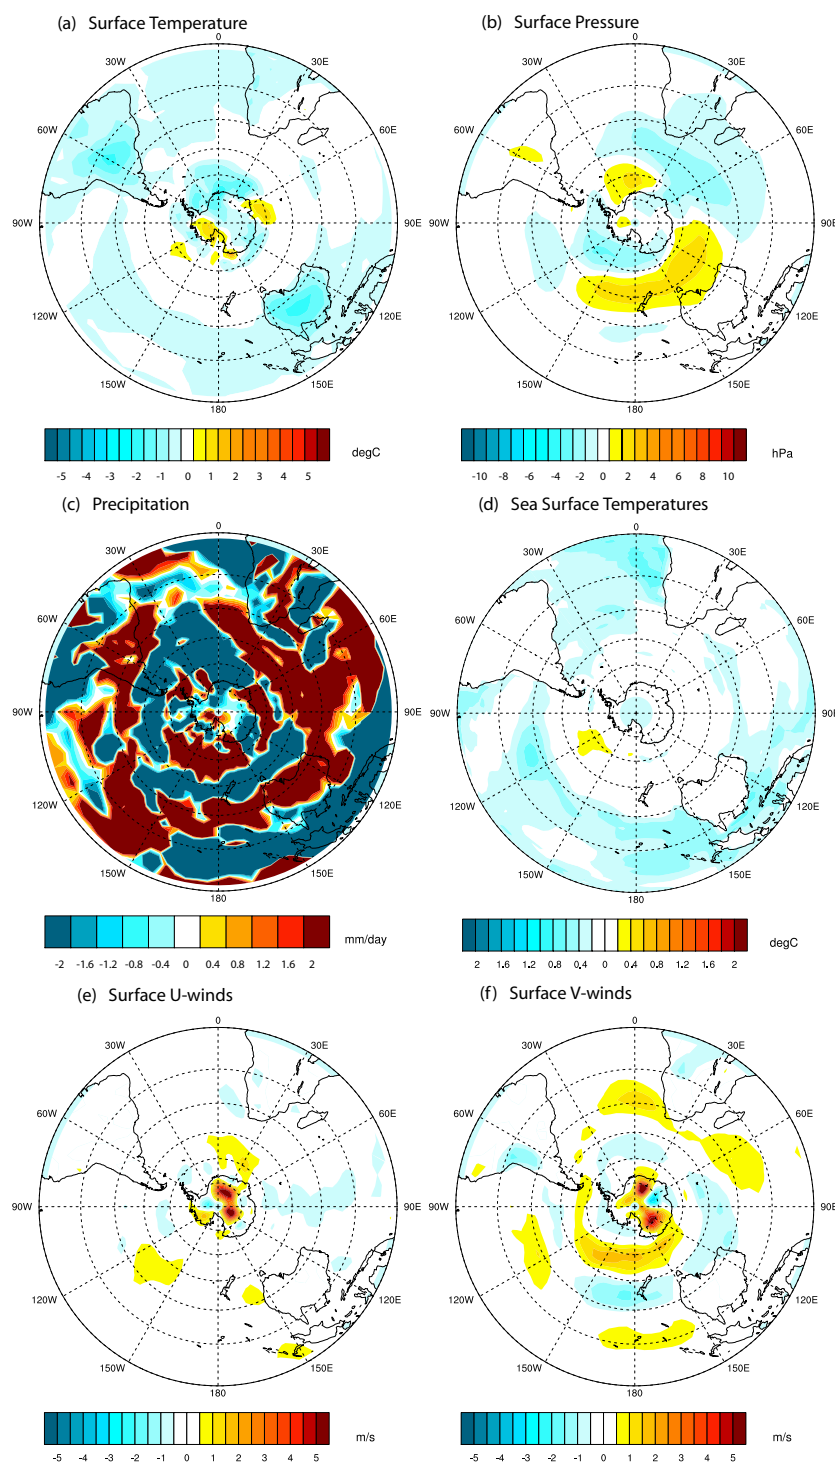 (a) Surface Temperature
0
30W 30E
60W 60E
90W 90E
120W 120E
150W 150E
180
-5 -4 -3 -2 -1 0 1 2 3 4 5 degC
(b) Surface Pressure
0
30W 30E
60W 60E
90W 90E
120W 120E
150W 150E
180
-10 -8 -6 -4 -2 0 2 4 6 8 10 hPa
(c) Precipitation
0
30W 30E
60W 60E
90W 90E
120W 120E
150W 150E
180
-2 -1.6 -1.2 -0.8 -0.4 0 0.4 0.8 1.2 1.6 2 mm/day
(d) Sea Surface Temperatures
0
30W 30E
60W 60E
90W 90E
120W 120E
150W 150E
180
2 1.6 1.2 0.8 0.4 0 0.4 0.8 1.2 1.6 2 degC
(e) Surface U-winds
0
30W 30E
60W 60E
90W 90E
120W 120E
150W 150E
180
-5 -4 -3 -2 -1 0 1 2 3 4 5 m/s
(f) Surface V-winds
0
30W 30E
60W 60E
90W 90E
120W 120E
150W 150E
180
-5 -4 -3 -2 -1 0 1 2 3 4 5 m/s